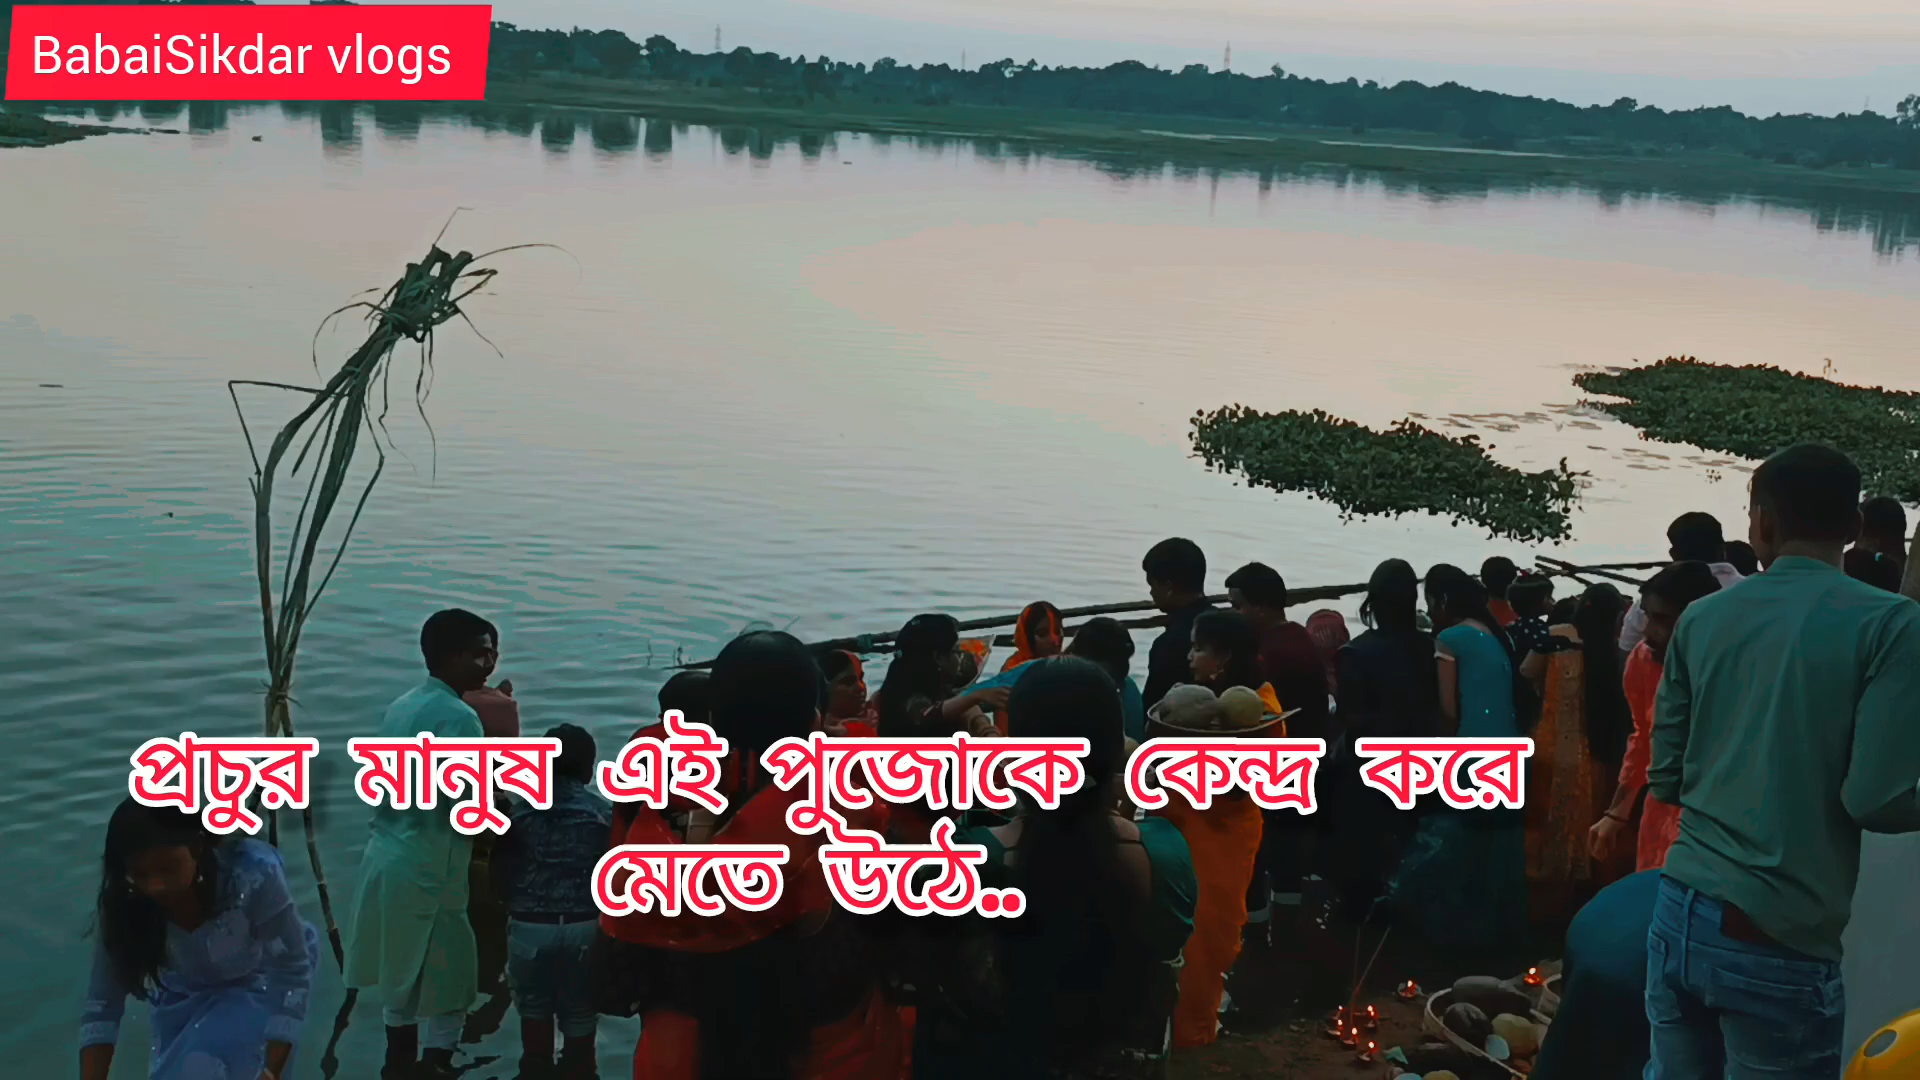 BabaiSikdar vlogs
প্রচুর মানুষ এই পুজোকে কেন্দ্র করে
মেতে উঠে..